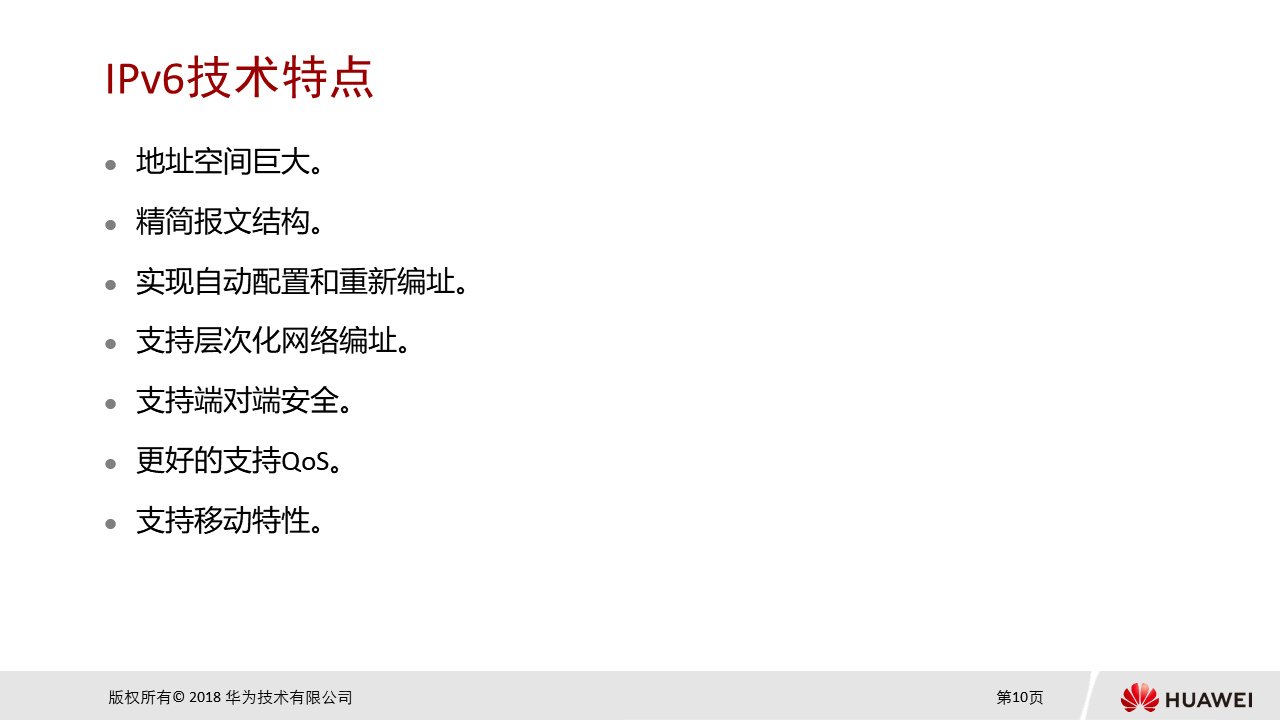 IPv6技术特点
● 地址空间巨大。
● 精简报文结构。
● 实现自动配置和重新编址。
● 支持层次化网络编址。
● 支持端对端安全。
● 更好的支持QoS。
● 支持移动特性。
版权所有© 2018 华为技术有限公司
第10页
HUAWEI